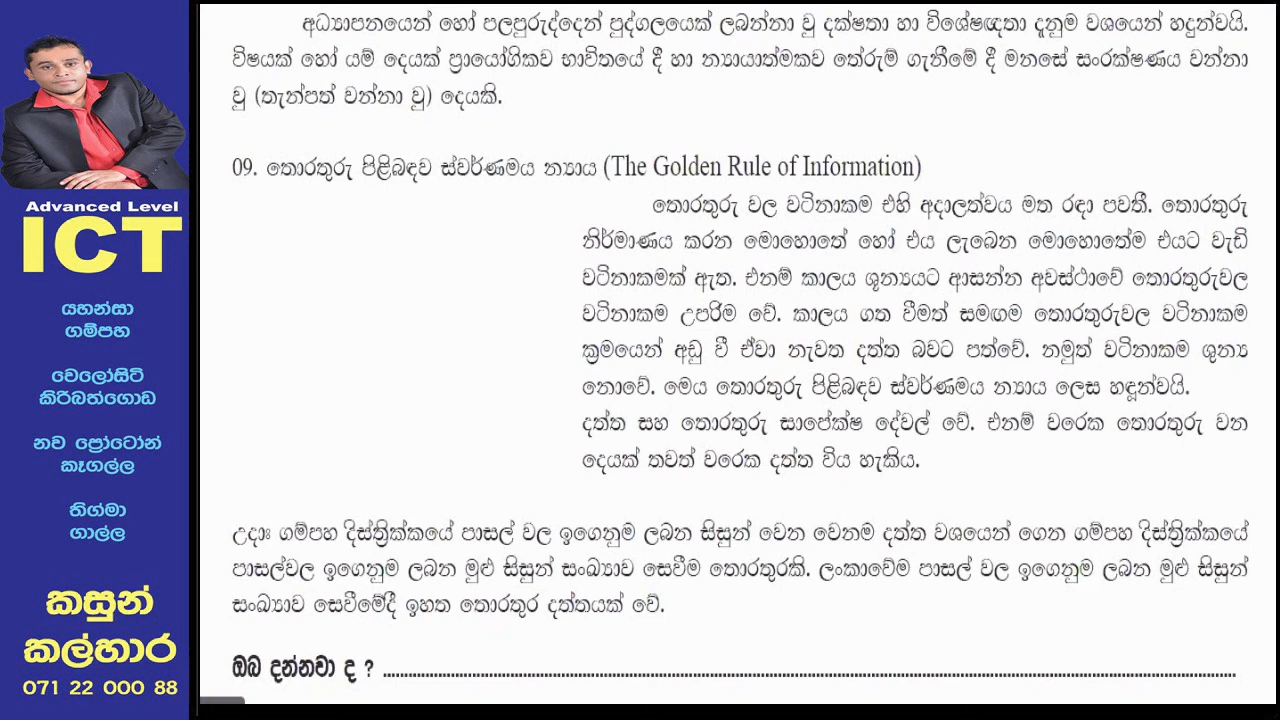 Advanced Level
ICT
යහන්සා
ගම්පහ
වෙලෝසිටි
කිරිබත්ගොඩ
නව ප්‍රෝටෝන්
කෑගල්ල
තිග්මා
ගාල්ල
කසුන්
කල්හාර
071 22 000 88
අධ්‍යාපනයෙන් හෝ පලපුරුද්දෙන් පුද්ගලයෙක් ලබන්නා වු දක්ෂතා හා විශේෂඥතා දැනුම වශයෙන් හදුන්වයි.
විෂයක් හෝ යම් දෙයක් ප්‍රායෝගිකව භාවිතයේ දී හා න්‍යායාත්මකව තේරුම් ගැනීමේ දී මනසේ සංරක්ෂණය වන්නා
වු (තැන්පත් වන්නා වු) දෙයකි.
09. තොරතුරු පිළිබඳව ස්වර්ණමය න්‍යාය (The Golden Rule of Information)
තොරතුරු වල වටිනාකම එහි අදාලත්වය මත රඳා පවතී. තොරතුරු
නිර්මාණය කරන මොහොතේ හෝ එය ලැබෙන මොහොතේම එයට වැඩි
වටිනාකමක් ඇත. එනම් කාලය ශූන්‍යයට ආසන්න අවස්ථාවේ තොරතුරුවල
වටිනාකම උපරිම වේ. කාලය ගත වීමත් සමඟම තොරතුරුවල වටිනාකම
ක්‍රමයෙන් අඩු වී ඒවා නැවත දත්ත බවට පත්වේ. නමුත් වටිනාකම ශුන්‍ය
නොවේ. මෙය තොරතුරු පිළිබඳව ස්වර්ණමය න්‍යාය ලෙස හඳූන්වයි.
දත්ත සහ තොරතුරු සාපේක්ෂ දේවල් වේ. එනම් වරෙක තොරතුරු වන
දෙයක් තවත් වරෙක දත්ත විය හැකිය.
උදාඃ ගම්පහ දිස්ත්‍රික්කයේ පාසල් වල ඉගෙනුම ලබන සිසුන් වෙන වෙනම දත්ත වශයෙන් ගෙන ගම්පහ දිස්ත්‍රික්කයේ
පාසල්වල ඉගෙනුම ලබන මුළු සිසුන් සංඛ්‍යාව සෙවීම තොරතුරකි. ලංකාවේම පාසල් වල ඉගෙනුම ලබන මුළු සිසුන්
සංඛ්‍යාව සෙවීමේදී ඉහත තොරතුර දත්තයක් වේ.
ඔබ දන්නවා ද ? ........................................................................................................................